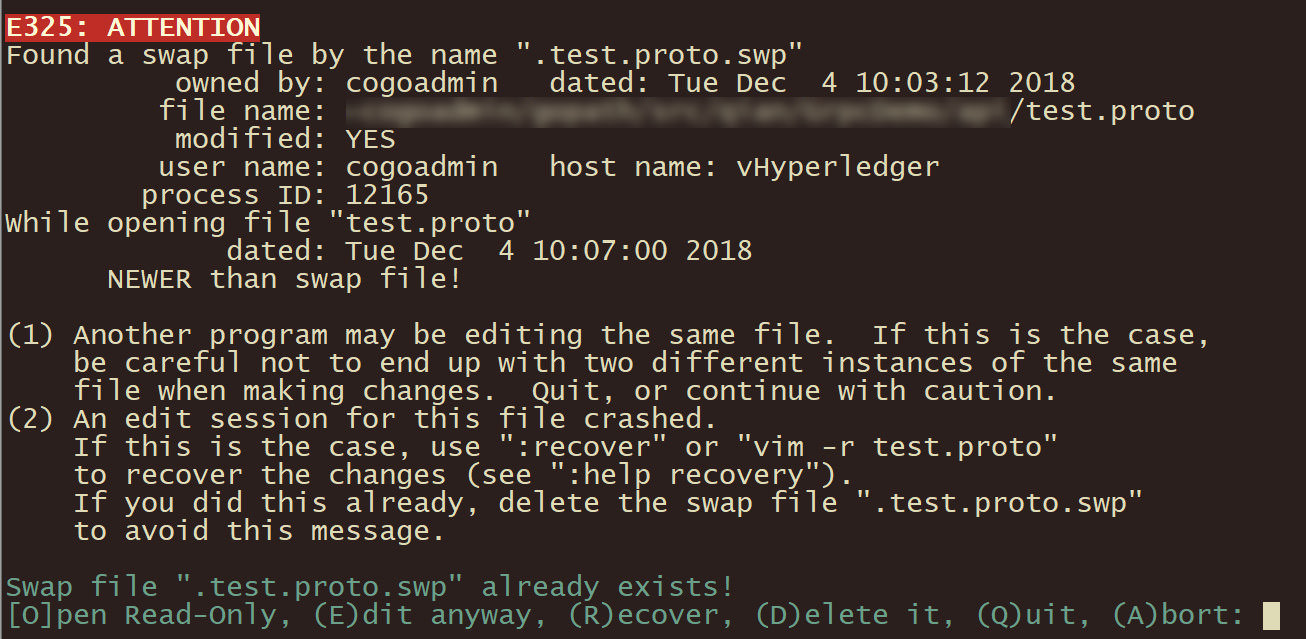 E325: ATTENTION
Found a swap file by the name ".test.proto.swp"
owned by: cogoadmin   dated: Tue Dec  4 10:03:12 2018
file name: /test.proto
modified: YES
user name: cogoadmin   host name: vHyperledger
process ID: 12165
While opening file "test.proto"
dated: Tue Dec  4 10:07:00 2018
NEWER than swap file!
(1) Another program may be editing the same file.  If this is the case,
be careful not to end up with two different instances of the same
file when making changes.  Quit, or continue with caution.
(2) An edit session for this file crashed.
If this is the case, use ":recover" or "vim -r test.proto"
to recover the changes (see ":help recovery").
If you did this already, delete the swap file ".test.proto.swp"
to avoid this message.
Swap file ".test.proto.swp" already exists!
[O]pen Read-Only, (E)dit anyway, (R)ecover, (D)elete it, (Q)uit, (A)bort: